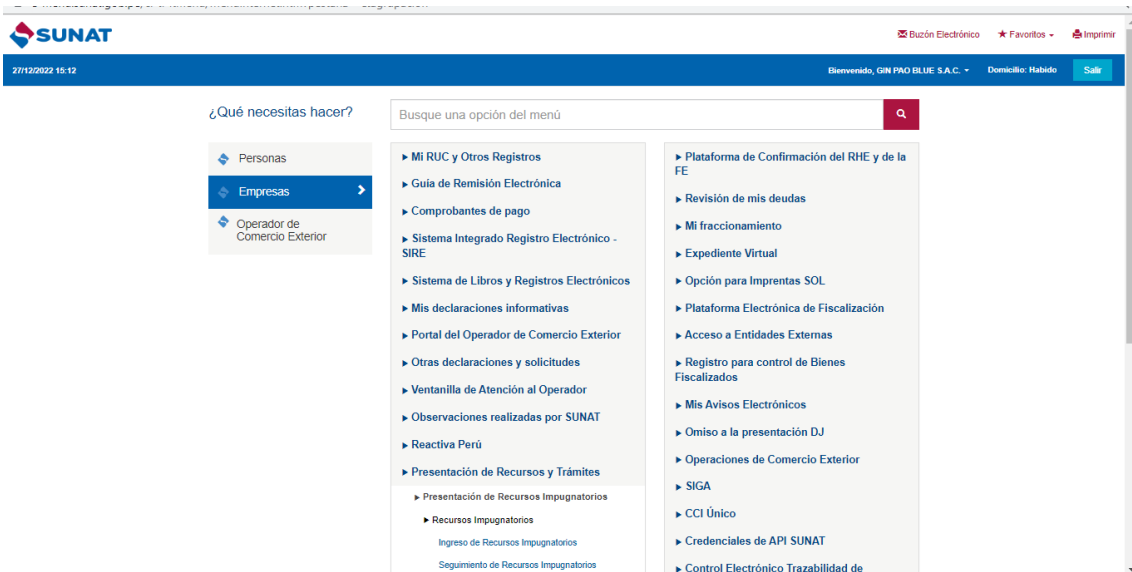 SUNAT
Buzón Electrónico
Favoritos
Imprimir
27/12/2022 15:12
Bienvenido, GIN PAO BLUE S.A.C.
Domicilio: Habido
Salir
¿Qué necesitas hacer?
Busque una opción del menú
Personas
Empresas
Operador de
Comercio Exterior
Mi RUC y Otros Registros
Guia de Remisión Electrónica
Comprobantes de pago
Sistema Integrado Registro Electrónico -
SIRE
Sistema de Libros y Registros Electrónicos
Mis declaraciones informativas
Portal del Operador de Comercio Exterior
Otras declaraciones y solicitudes
Ventanilla de Atención al Operador
Observaciones realizadas por SUNAT
Reactiva Perú
Presentación de Recursos y Trámites
Presentación de Recursos Impugnatorios
Recursos Impugnatorios
Ingreso de Recursos Impugnatorios
Seguimiento de Recursos Impugnatorios
Plataforma de Confirmación del RHE y de la
FE
Revisión de mis deudas
Mi fraccionamiento
Expediente Virtual
Opción para Imprentas SOL
Plataforma Electrónica de Fiscalización
Acceso a Entidades Externas
Registro para control de Bienes
Fiscalizados
Mis Avisos Electrónicos
Omiso a la presentación DJ
Operaciones de Comercio Exterior
SIGA
CCI Único
Credenciales de API SUNAT
Control Electrónico Trazabilidad de